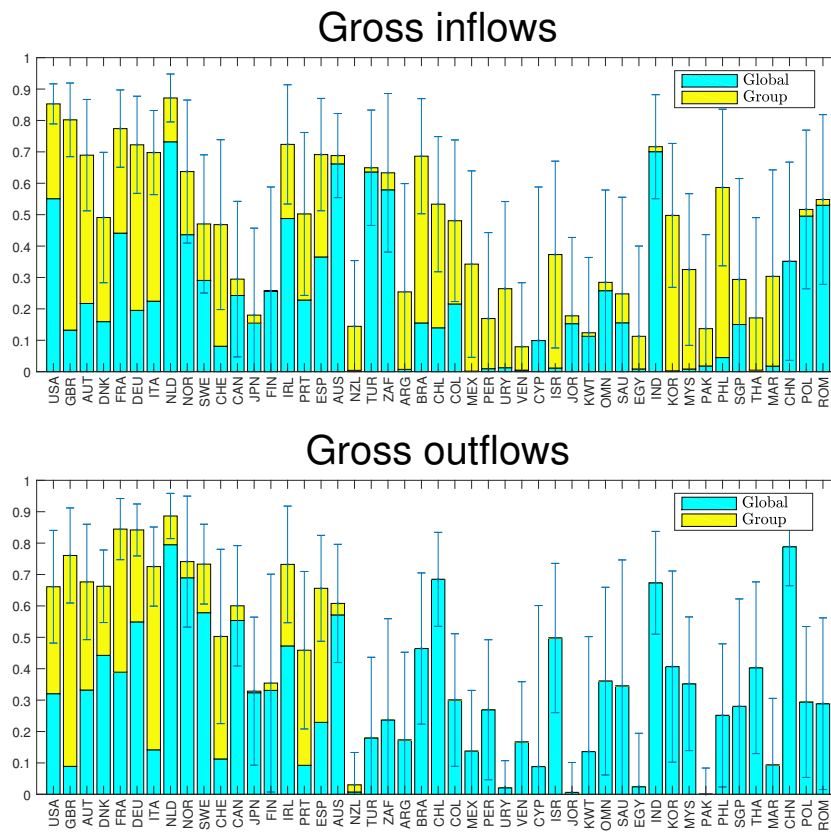 Gross inflows
1
0.9
0.8
0.7
0.6
0.5
0.4
0.3
0.2
0.1
0
Global
Group
USA GBR AUT DNK FRA DEU ITA NLD NOR SWE CHE CAN JPN FIN IRL PRT ESP AUS NZL TUR ZAF ARG BRA CHL COL MEX PER URY VEN CYP ISR JOR KWT OMN SAU EGY IND KOR MYS PAK PHL SGP THA MAR CHN POL ROM
Gross outflows
1
0.9
0.8
0.7
0.6
0.5
0.4
0.3
0.2
0.1
0
Global
Group
USA GBR AUT DNK FRA DEU ITA NLD NOR SWE CHE CAN JPN FIN IRL PRT ESP AUS NZL TUR ZAF ARG BRA CHL COL MEX PER URY VEN CYP ISR JOR KWT OMN SAU EGY IND KOR MYS PAK PHL SGP THA MAR CHN POL ROM